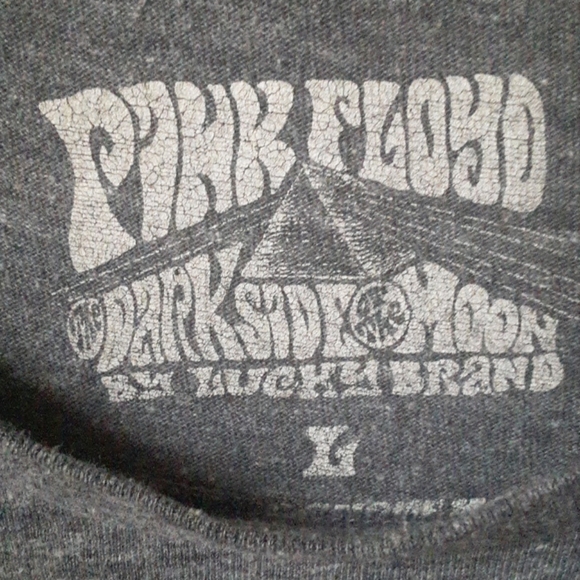 PINK FLOYD
THE DARK SIDE OF THE MOON
BY LUCKY BRAND
L